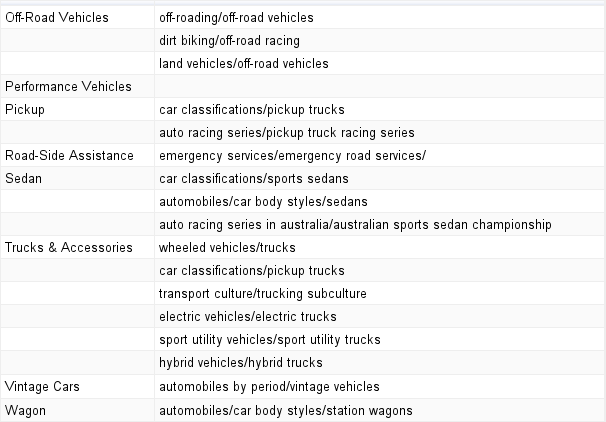 Off-Road Vehicles off-roading/off-road vehicles
dirt biking/off-road racing
land vehicles/off-road vehicles
Performance Vehicles
Pickup car classifications/pickup trucks
auto racing series/pickup truck racing series
Road-Side Assistance emergency services/emergency road services/
Sedan car classifications/sports sedans
automobiles/car body styles/sedans
auto racing series in australia/australian sports sedan championship
Trucks & Accessories wheeled vehicles/trucks
car classifications/pickup trucks
transport culture/trucking subculture
electric vehicles/electric trucks
sport utility vehicles/sport utility trucks
hybrid vehicles/hybrid trucks
Vintage Cars automobiles by period/vintage vehicles
Wagon automobiles/car body styles/station wagons